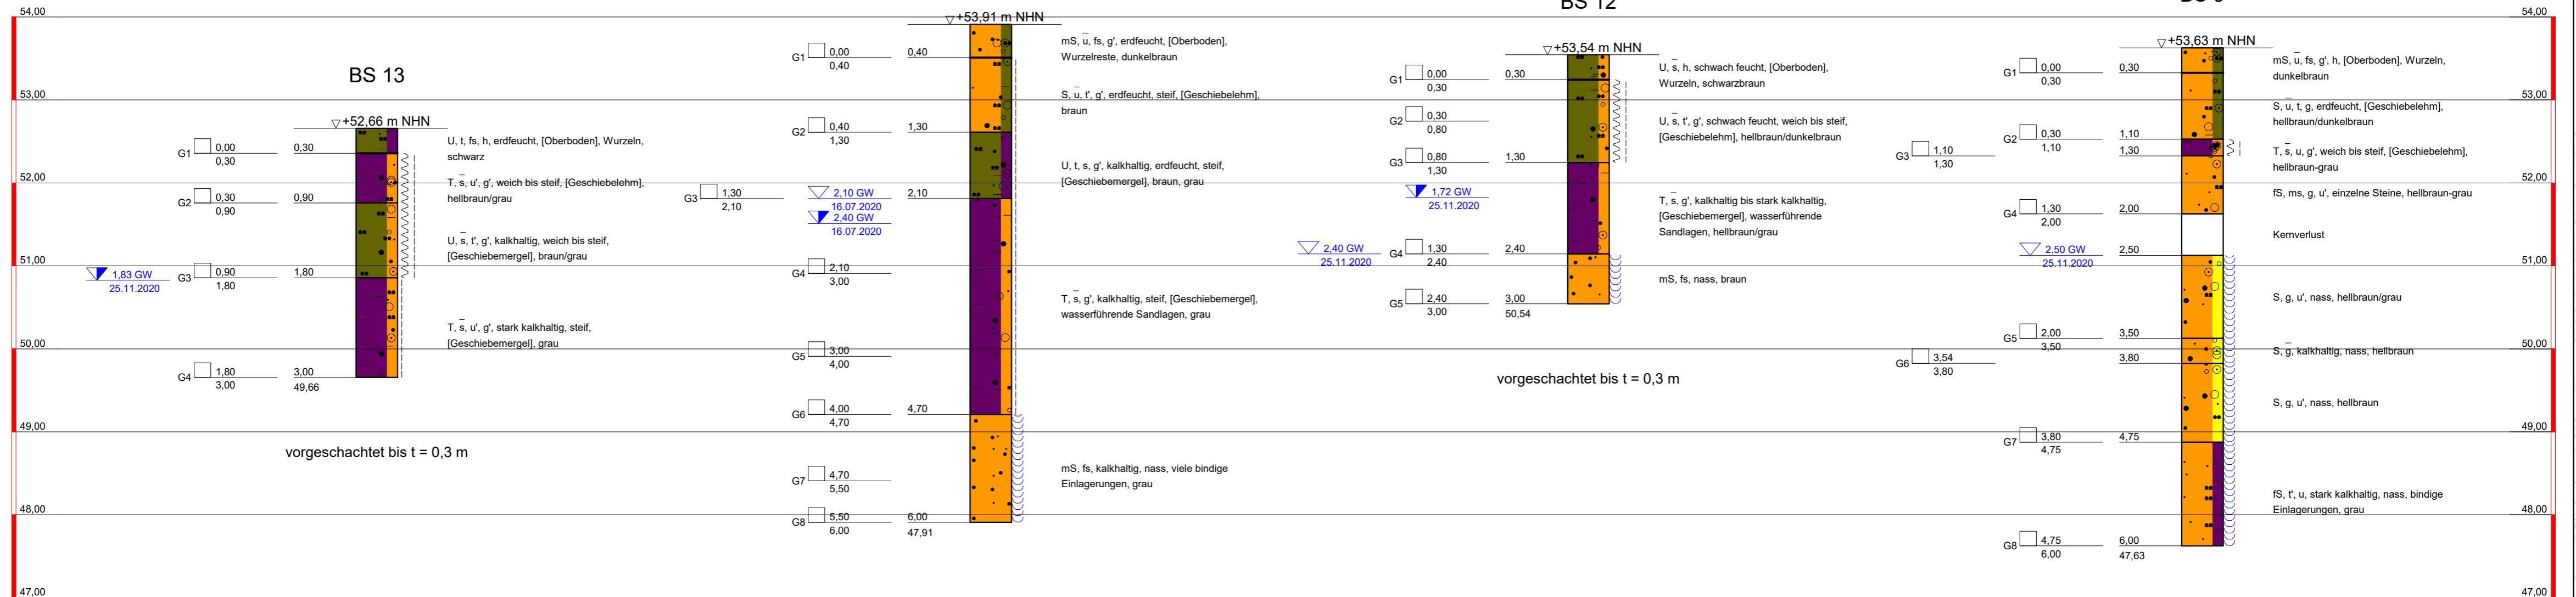 54,00
53,00
52,00
51,00
50,00
49,00
48,00
47,00
BS 13
+52,66 m NHN
G1 0,00 0,30
0,30
G2 0,30 0,90
0,90
1,83 GW
25.11.2020
G3 0,90 1,80
1,80
G4 1,80 3,00
3,00 49,66
U, t, fs, h, erdfeucht, [Oberboden], Wurzeln,
schwarz
T, s̅, u', g', weich bis steif, [Geschiebelehm],
hellbraun/grau
U, s̅, t', g', kalkhaltig, weich bis steif,
[Geschiebemergel], braun/grau
T, s̅, u', g', stark kalkhaltig, steif,
[Geschiebemergel], grau
vorgeschachtet bis t = 0,3 m
+53,91 m NHN
G1 0,00 0,40
0,40
G2 0,40 1,30
1,30
G3 1,30
2,10
2,10 GW 2,10
16.07.2020
2,40 GW
16.07.2020
G4 2,10
3,00
G5 3,00
4,00
G6 4,00 4,70
4,70
G7 4,70
5,50
G8 5,50 6,00
6,00 47,91
mS, u̅, fs, g', erdfeucht, [Oberboden],
Wurzelreste, dunkelbraun
S, u̅, t', g', erdfeucht, steif, [Geschiebelehm],
braun
U, t, s, g', kalkhaltig, erdfeucht, steif,
[Geschiebemergel], braun, grau
T, s̅, g', kalkhaltig, steif, [Geschiebemergel],
wasserführende Sandlagen, grau
mS, fs, kalkhaltig, nass, viele bindige
Einlagerungen, grau
BS 12
+53,54 m NHN
G1 0,00 0,30
0,30
G2 0,30
0,80
G3 0,80 1,30
1,30
1,72 GW
25.11.2020
2,40 GW
25.11.2020
G4 1,30 2,40
2,40
G5 2,40 3,00
3,00 50,54
U, s̅, h, schwach feucht, [Oberboden],
Wurzeln, schwarzbraun
U, s̅, t', g', schwach feucht, weich bis steif,
[Geschiebelehm], hellbraun/dunkelbraun
T, s̅, g', kalkhaltig bis stark kalkhaltig,
[Geschiebemergel], wasserführende
Sandlagen, hellbraun/grau
mS, fs, nass, braun
vorgeschachtet bis t = 0,3 m
+53,63 m NHN
G1 0,00 0,30
0,30
G2 0,30 1,10
1,10 1,30
G3 1,10
1,30
G4 1,30 2,00
2,00
2,50 GW 2,50
25.11.2020
G5 2,00 3,50
3,50
G6 3,54 3,80
3,80
G7 3,80 4,75
4,75
G8 4,75 6,00
6,00 47,63
mS, u̅, fs, g', h, [Oberboden], Wurzeln,
dunkelbraun
S, u̅, t, g, erdfeucht, [Geschiebelehm],
hellbraun/dunkelbraun
T, s̅, u, g', weich bis steif, [Geschiebelehm],
hellbraun-grau
fS, ms, g, u', einzelne Steine, hellbraun-grau
Kernverlust
S, g, u', nass, hellbraun/grau
S, g̅, kalkhaltig, nass, hellbraun
S, g, u', nass, hellbraun
fS, t', u, stark kalkhaltig, nass, bindige
Einlagerungen, grau
54,00
53,00
52,00
51,00
50,00
49,00
48,00
47,00